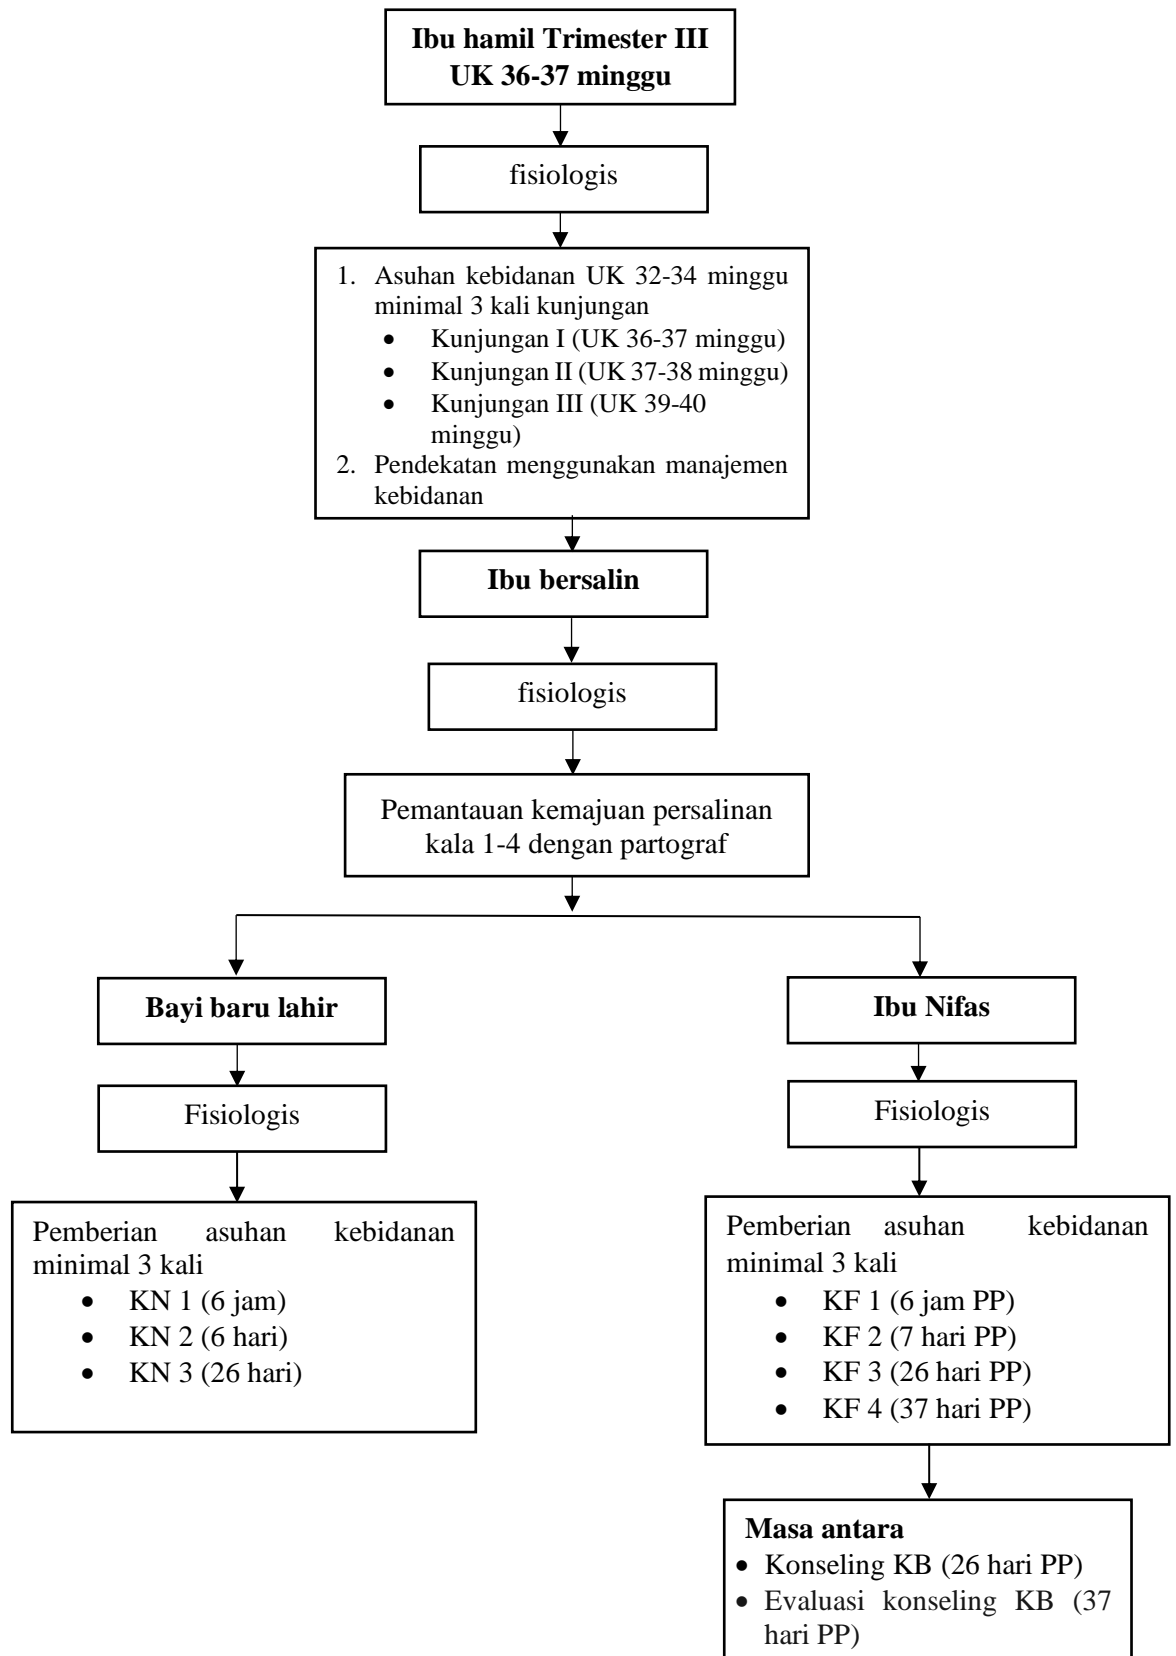 Ibu hamil Trimester III
UK 36-37 minggu
fisiologis
1. Asuhan kebidanan UK 32-34 minggu
minimal 3 kali kunjungan
• Kunjungan I (UK 36-37 minggu)
• Kunjungan II (UK 37-38 minggu)
• Kunjungan III (UK 39-40
minggu)
2. Pendekatan menggunakan manajemen
kebidanan
Ibu bersalin
fisiologis
Pemantauan kemajuan persalinan
kala 1-4 dengan partograf
Bayi baru lahir
Fisiologis
Pemberian asuhan kebidanan
minimal 3 kali
• KN 1 (6 jam)
• KN 2 (6 hari)
• KN 3 (26 hari)
Ibu Nifas
Fisiologis
Pemberian asuhan kebidanan
minimal 3 kali
• KF 1 (6 jam PP)
• KF 2 (7 hari PP)
• KF 3 (26 hari PP)
• KF 4 (37 hari PP)
Masa antara
• Konseling KB (26 hari PP)
• Evaluasi konseling KB (37
hari PP)